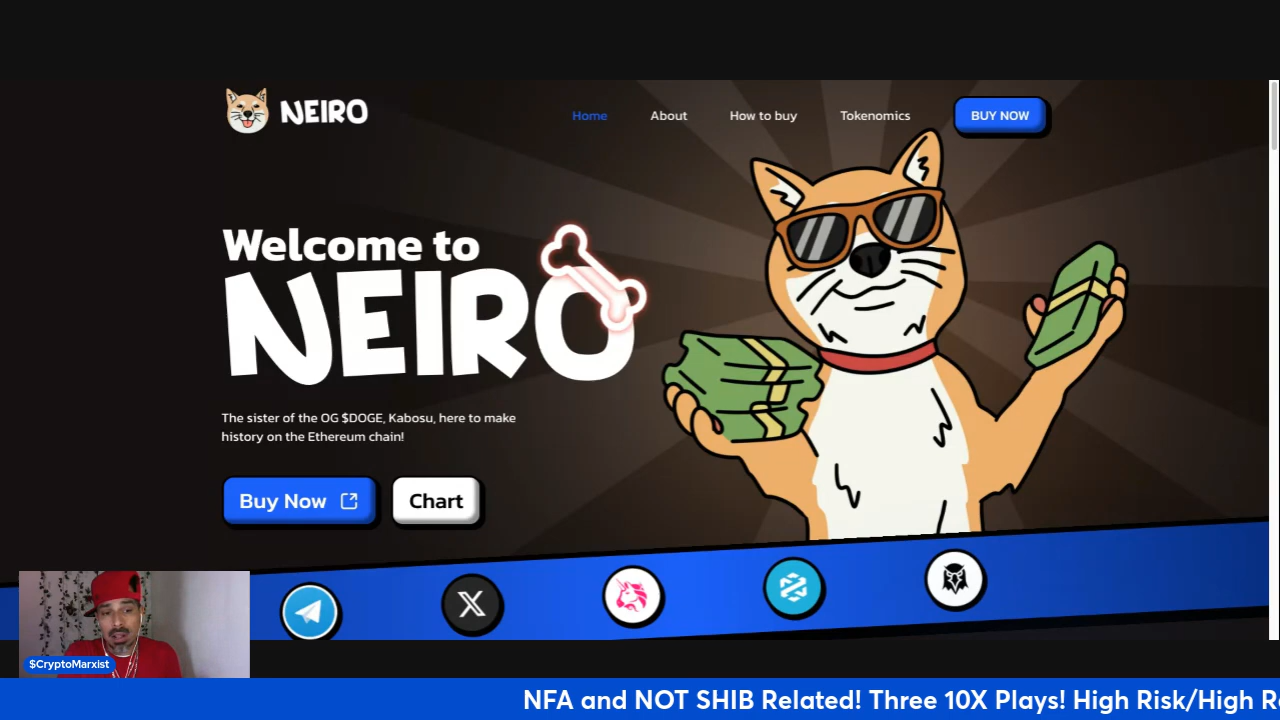 NEIRO
Home About How to buy Tokenomics BUY NOW
Welcome to
NEIRO
The sister of the OG $DOGE, Kabosu, here to make
history on the Ethereum chain!
Buy Now Chart
X
$CryptoMarxist
NFA and NOT SHIB Related! Three 10X Plays! High Risk/High R